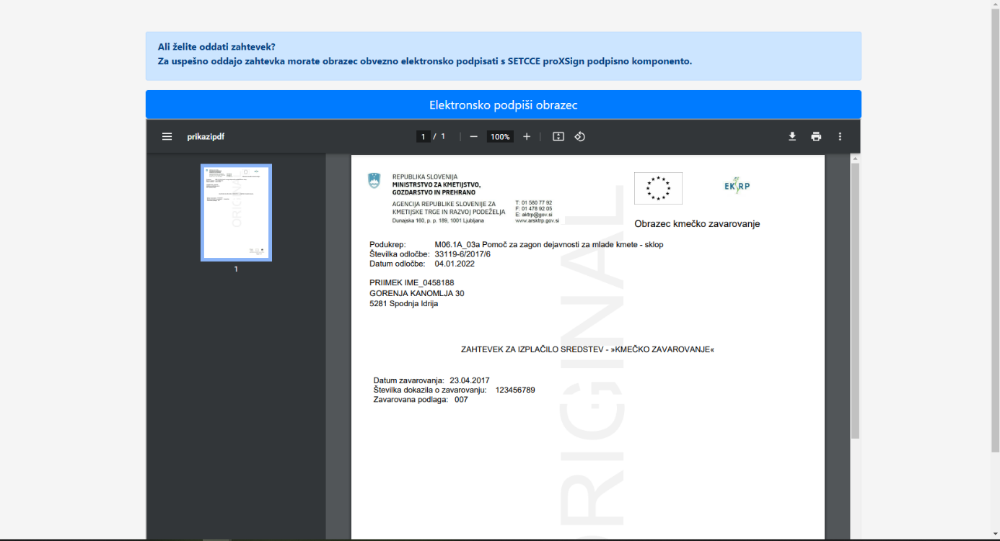 Ali želite oddati zahtevek?
Za uspešno oddajo zahtevka morate obrazec obvezno elektronsko podpisati s SETCCE proXSign podpisno komponento.
Elektronsko podpiši obrazec
prikazipdf
1 / 1
100%
1
REPUBLIKA SLOVENIJA
MINISTRSTVO ZA KMETIJSTVO,
GOZDARSTVO IN PREHRANO
AGENCIJA REPUBLIKE SLOVENIJE ZA
KMETIJSKE TRGE IN RAZVOJ PODEŽELJA
Dunajska 160, p. p. 189, 1001 Ljubljana
T: 01 580 77 92
F: 01 478 92 05
E: aktrp@gov.si
www.arsktrp.gov.si
EKSRP
Obrazec kmečko zavarovanje
Podukrep: M06.1A_03a Pomoč za zagon dejavnosti za mlade kmete - sklop
Številka odločbe: 33119-6/2017/6
Datum odločbe: 04.01.2022
PRIIMEK IME_0458188
GORENJA KANOMLJA 30
5281 Spodnja Idrija
ZAHTEVEK ZA IZPLAČILO SREDSTEV - »KMEČKO ZAVAROVANJE«
Datum zavarovanja: 23.04.2017
Številka dokazila o zavarovanju: 123456789
Zavarovana podlaga: 007
ORIGINAL